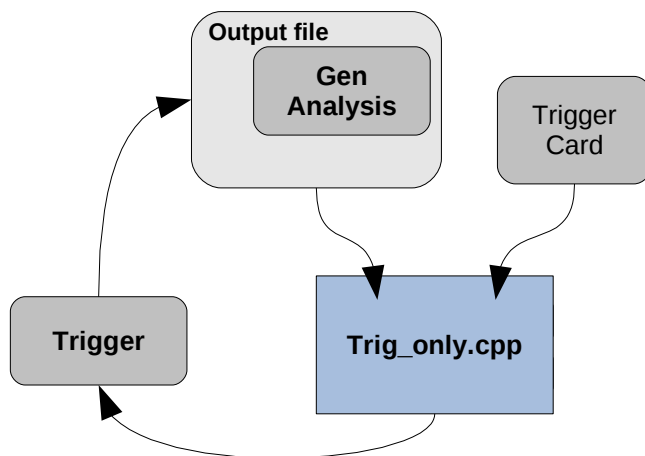 Output file
Gen
Analysis
Trigger
Card
Trigger
Trig_only.cpp